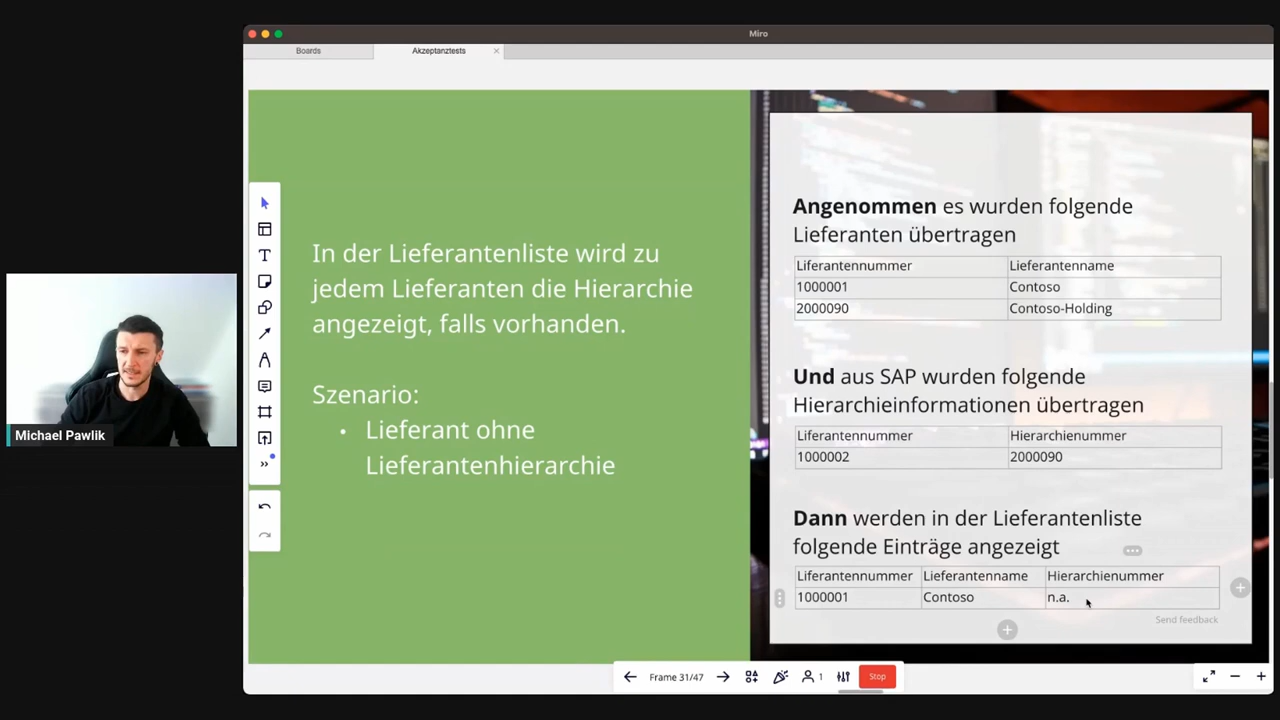 Miro
Boards
Akzeptanztests
In der Lieferantenliste wird zu
jedem Lieferanten die Hierarchie
angezeigt, falls vorhanden.
Szenario:
• Lieferant ohne
Lieferantenhierarchie
Angenommen es wurden folgende
Lieferanten übertragen
Liferantennummer Lieferantenname
1000001 Contoso
2000090 Contoso-Holding
Und aus SAP wurden folgende
Hierarchieinformationen übertragen
Liferantennummer Hierarchienummer
1000002 2000090
Dann werden in der Lieferantenliste
folgende Einträge angezeigt
Liferantennummer Lieferantenname Hierarchienummer
1000001 Contoso n.a.
Send feedback
Michael Pawlik
Frame 31/47
1
Stop